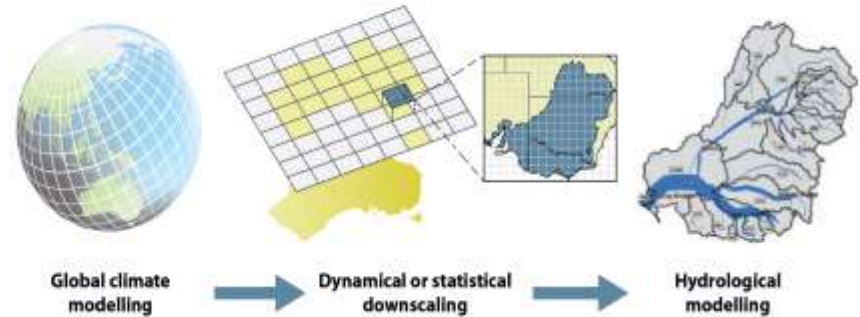 Global climate
modelling
Dynamical or statistical
downscaling
Hydrological
modelling